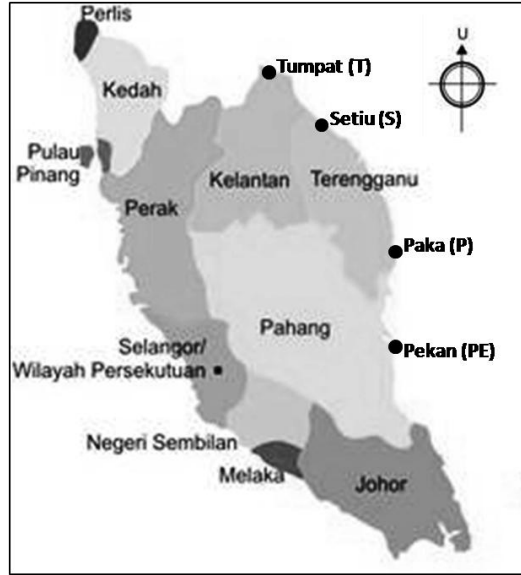 Perlis
U
Tumpat (T)
Kedah
Setiu (S)
Pulau
Pinang
Kelantan
Terengganu
Perak
Paka (P)
Pahang
Selangor/
Wilayah Persekutuan
Pekan (PE)
Negeri Sembilan
Melaka
Johor